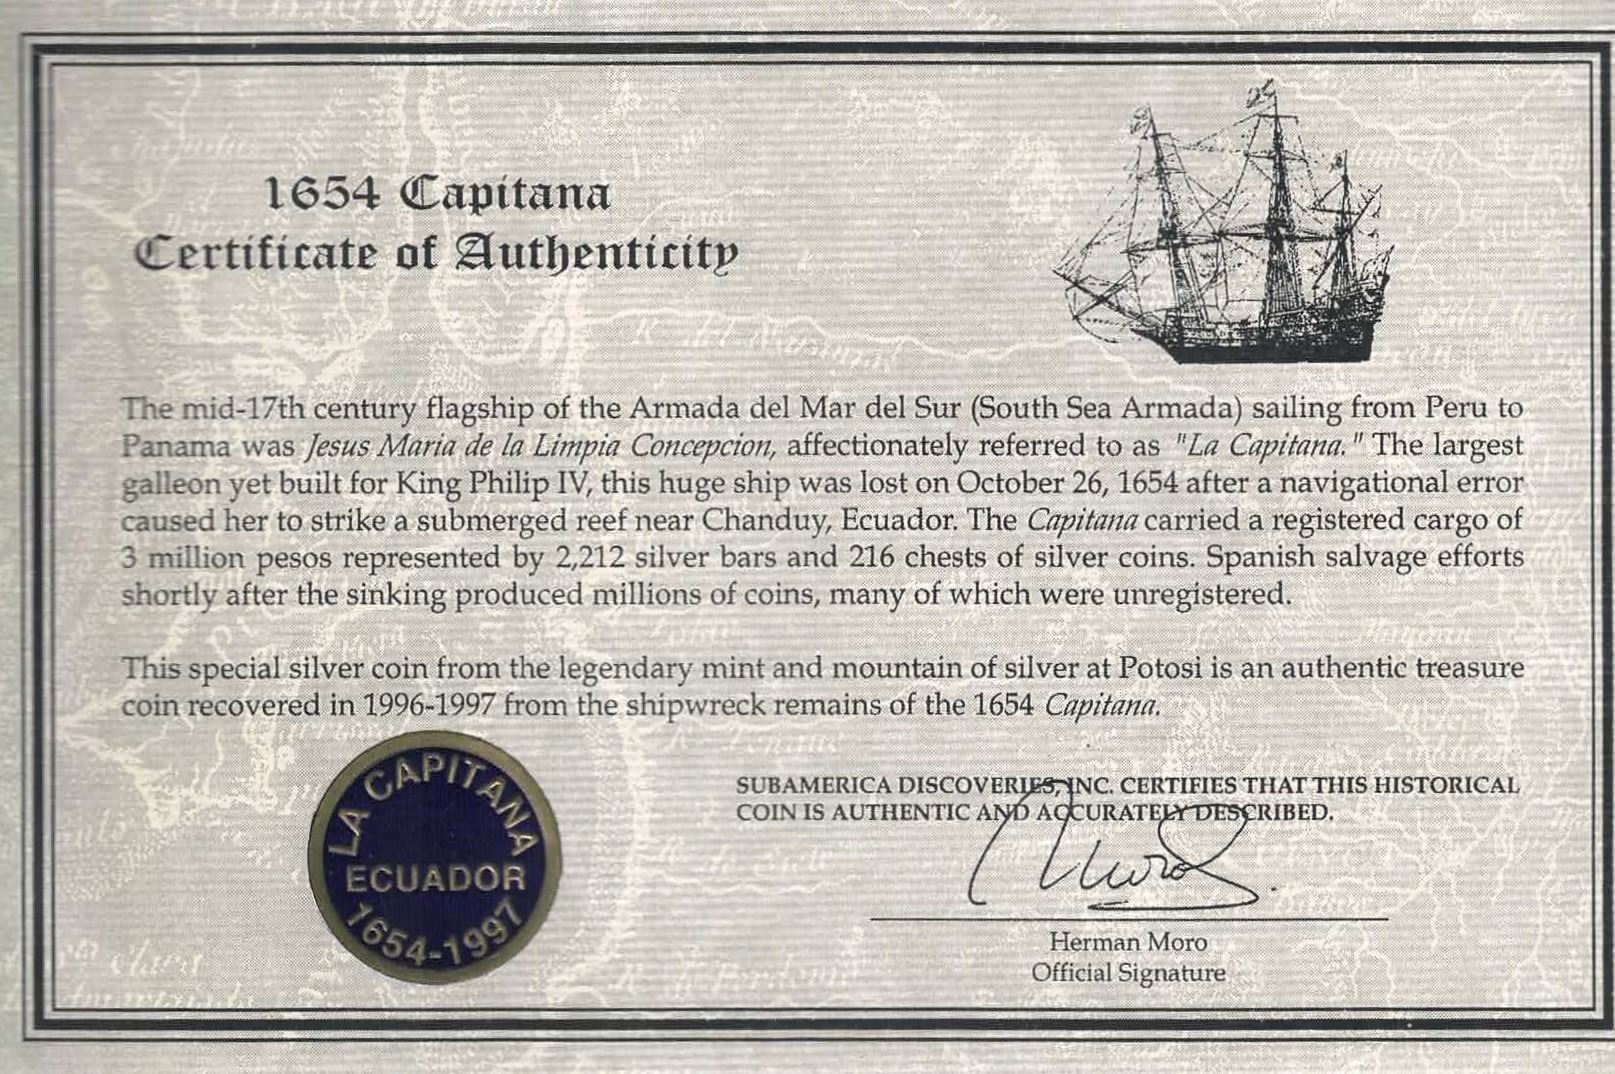 1654 Capitana
Certificate of Authenticity
The mid-17th century flagship of the Armada del Mar del Sur (South Sea Armada) sailing from Peru to
Panama was Jesus Maria de la Limpia Concepcion, affectionately referred to as "La Capitana." The largest
galleon yet built for King Philip IV, this huge ship was lost on October 26, 1654 after a navigational error
caused her to strike a submerged reef near Chanduy, Ecuador. The Capitana carried a registered cargo of
3 million pesos represented by 2,212 silver bars and 216 chests of silver coins. Spanish salvage efforts
shortly after the sinking produced millions of coins, many of which were unregistered.
This special silver coin from the legendary mint and mountain of silver at Potosi is an authentic treasure
coin recovered in 1996-1997 from the shipwreck remains of the 1654 Capitana.
LA CAPITANA
ECUADOR
1654-1997
SUBAMERICA DISCOVERIES, INC. CERTIFIES THAT THIS HISTORICAL
COIN IS AUTHENTIC AND ACCURATELY DESCRIBED.
Herman Moro
Official Signature